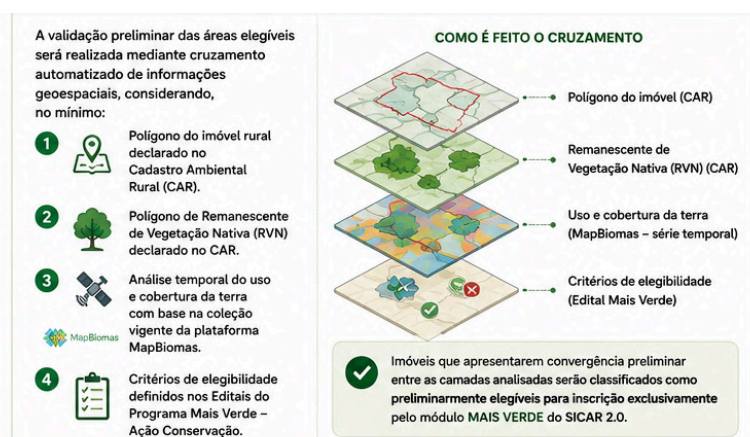 A validação preliminar das áreas elegíveis
será realizada mediante cruzamento
automatizado de informações
geoespaciais, considerando,
no mínimo:
1
Polígono do imóvel rural
declarado no
Cadastro Ambiental
Rural (CAR).
2
Polígono de Remanescente
de Vegetação Nativa (RVN)
declarado no CAR.
3
Análise temporal do uso
e cobertura da terra
com base na coleção
vigente da plataforma
MapBiomas.
MapBiomas
4
Critérios de elegibilidade
definidos nos Editais do
Programa Mais Verde –
Ação Conservação.
COMO É FEITO O CRUZAMENTO
Polígono do imóvel (CAR)
Remanescente de
Vegetação Nativa (RVN) (CAR)
Uso e cobertura da terra
(MapBiomas – série temporal)
Critérios de elegibilidade
(Edital Mais Verde)
Imóveis que apresentarem convergência preliminar
entre as camadas analisadas serão classificados como
preliminarmente elegíveis para inscrição exclusivamente
pelo módulo MAIS VERDE do SICAR 2.0.